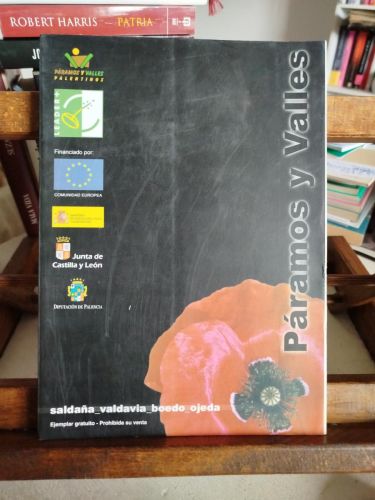 ROBERT HARRIS - PATRIA
PÁRAMOS Y VALLES
PALENTINOS
LEADER+
Financiado por:
COMUNIDAD EUROPEA
Junta de
Castilla y León
DIPUTACIÓN DE PALENCIA
Páramos y Valles
saldaña_valdavia_boedo_ojeda
Ejemplar gratuito - Prohibida su venta